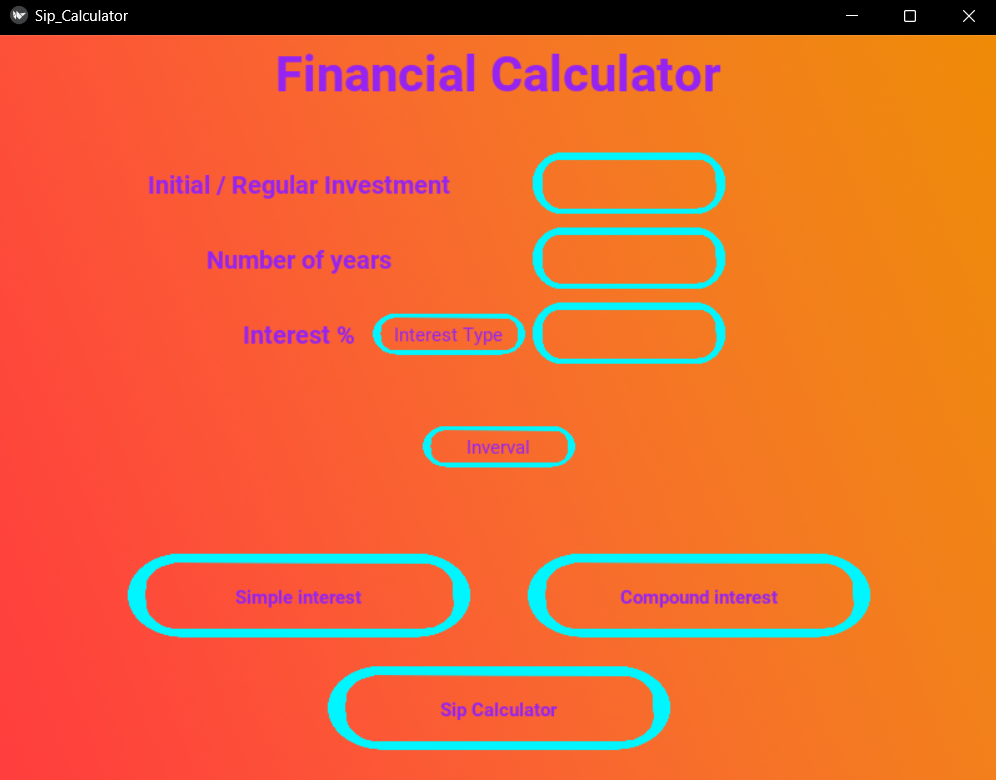 Sip_Calculator
Financial Calculator
Initial / Regular Investment
Number of years
Interest % Interest Type
Inverval
Simple interest Compound interest
Sip Calculator